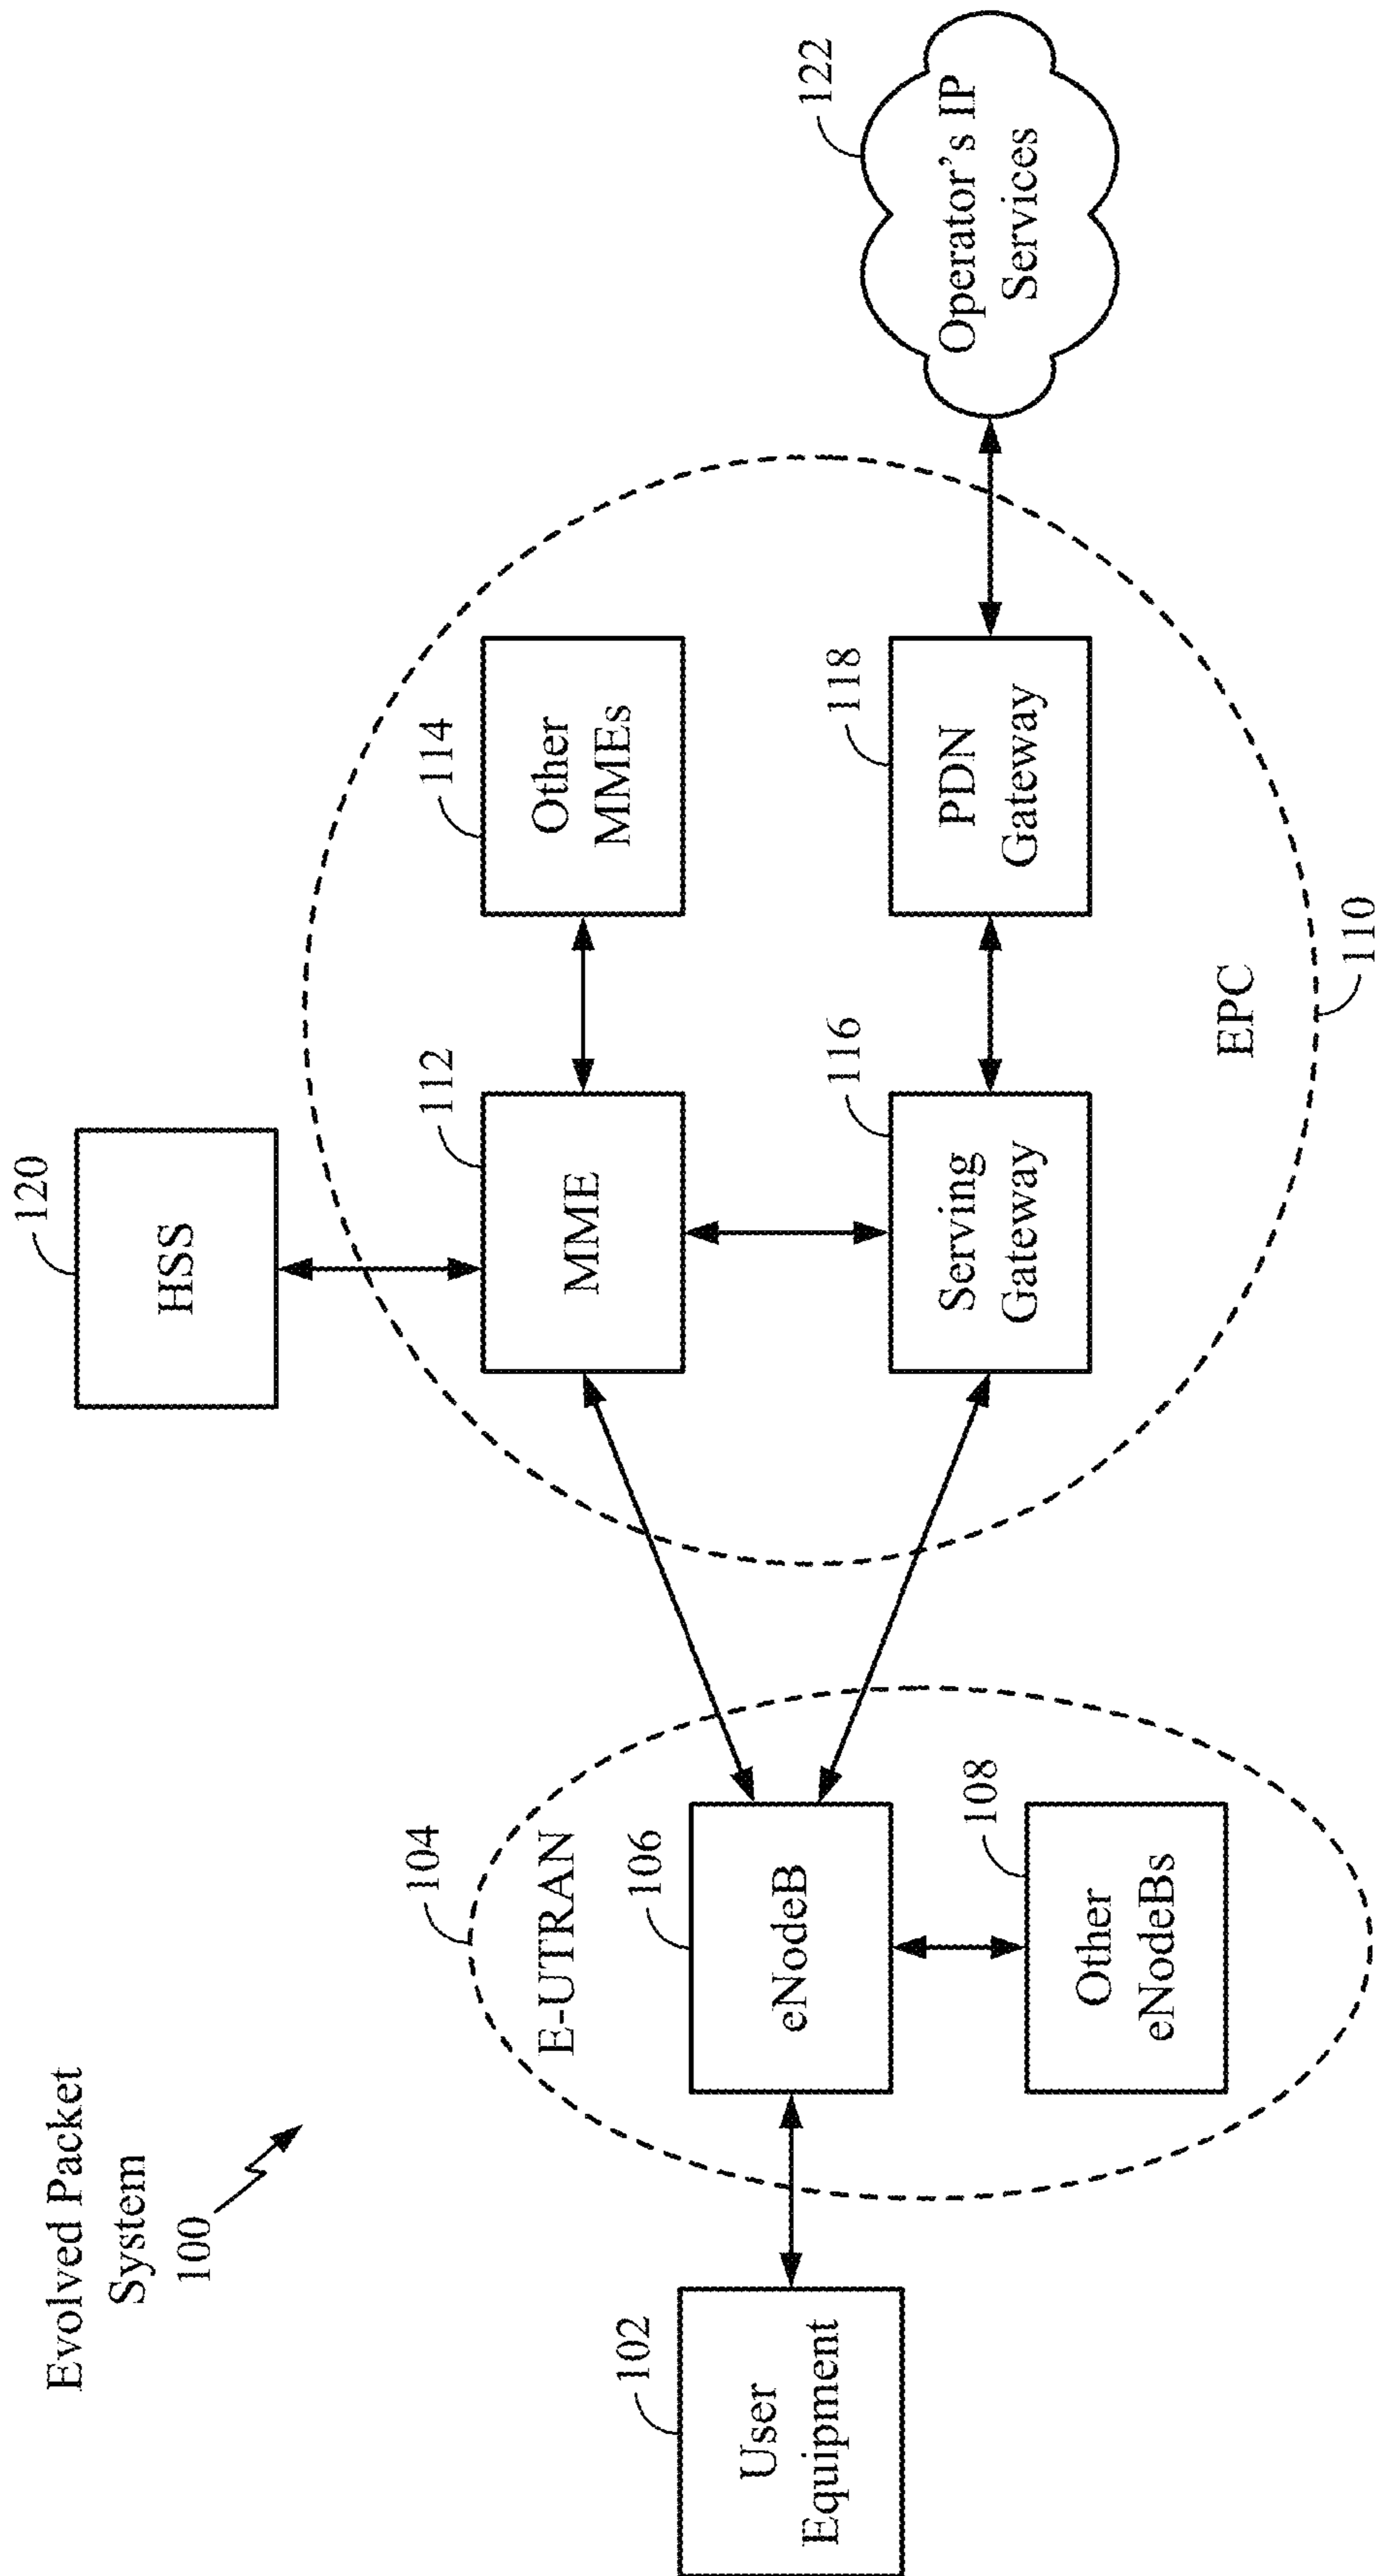 Evolved Packet
System
100
120
HSS
102
User
Equipment
104
E-UTRAN
106
eNodeB
108
Other
eNodeBs
112
MME
114
Other
MMEs
116
Serving
Gateway
118
PDN
Gateway
EPC
110
122
Operator's IP
Services